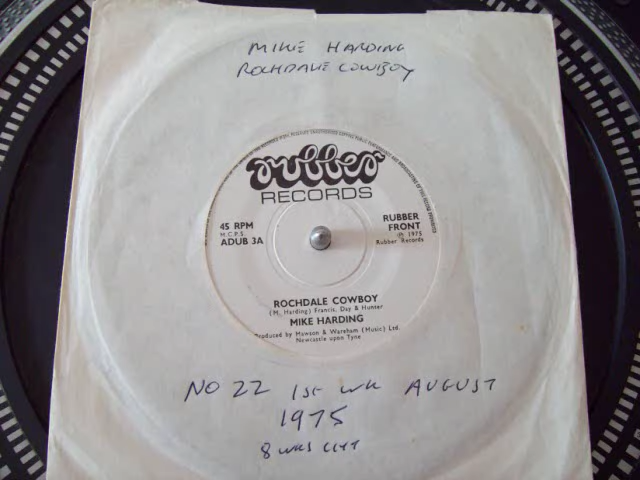 MIKE HARDING
ROCHDALE COWBOY
rubber
RECORDS
45 RPM
M.C.P.S.
ADUB 3A
RUBBER
FRONT
℗ 1975
Rubber Records
ROCHDALE COWBOY
(M. Harding) Francis, Day & Hunter
MIKE HARDING
Produced by Mawson & Wareham (Music) Ltd.
Newcastle upon Tyne
NO 22 1ST WK AUGUST
1975
8 WKS